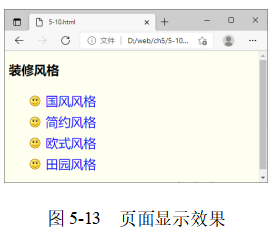 5-10.html
文件 | D:/web/ch5/5-10...
装修风格
国风风格
简约风格
欧式风格
田园风格
图 5-13 页面显示效果